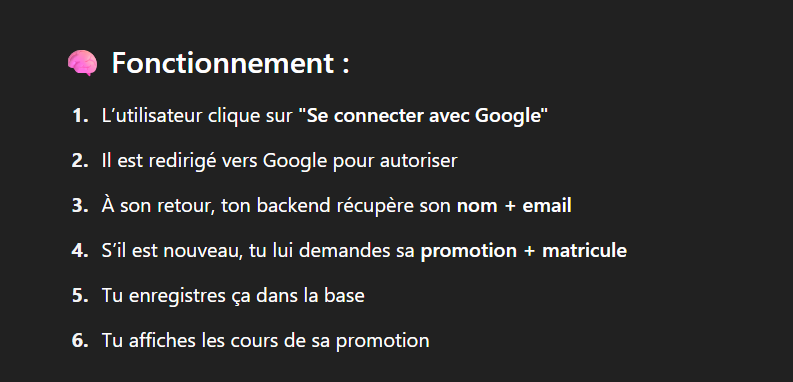 🧠 Fonctionnement :
1. L'utilisateur clique sur "Se connecter avec Google"
2. Il est redirigé vers Google pour autoriser
3. À son retour, ton backend récupère son nom + email
4. S'il est nouveau, tu lui demandes sa promotion + matricule
5. Tu enregistres ça dans la base
6. Tu affiches les cours de sa promotion